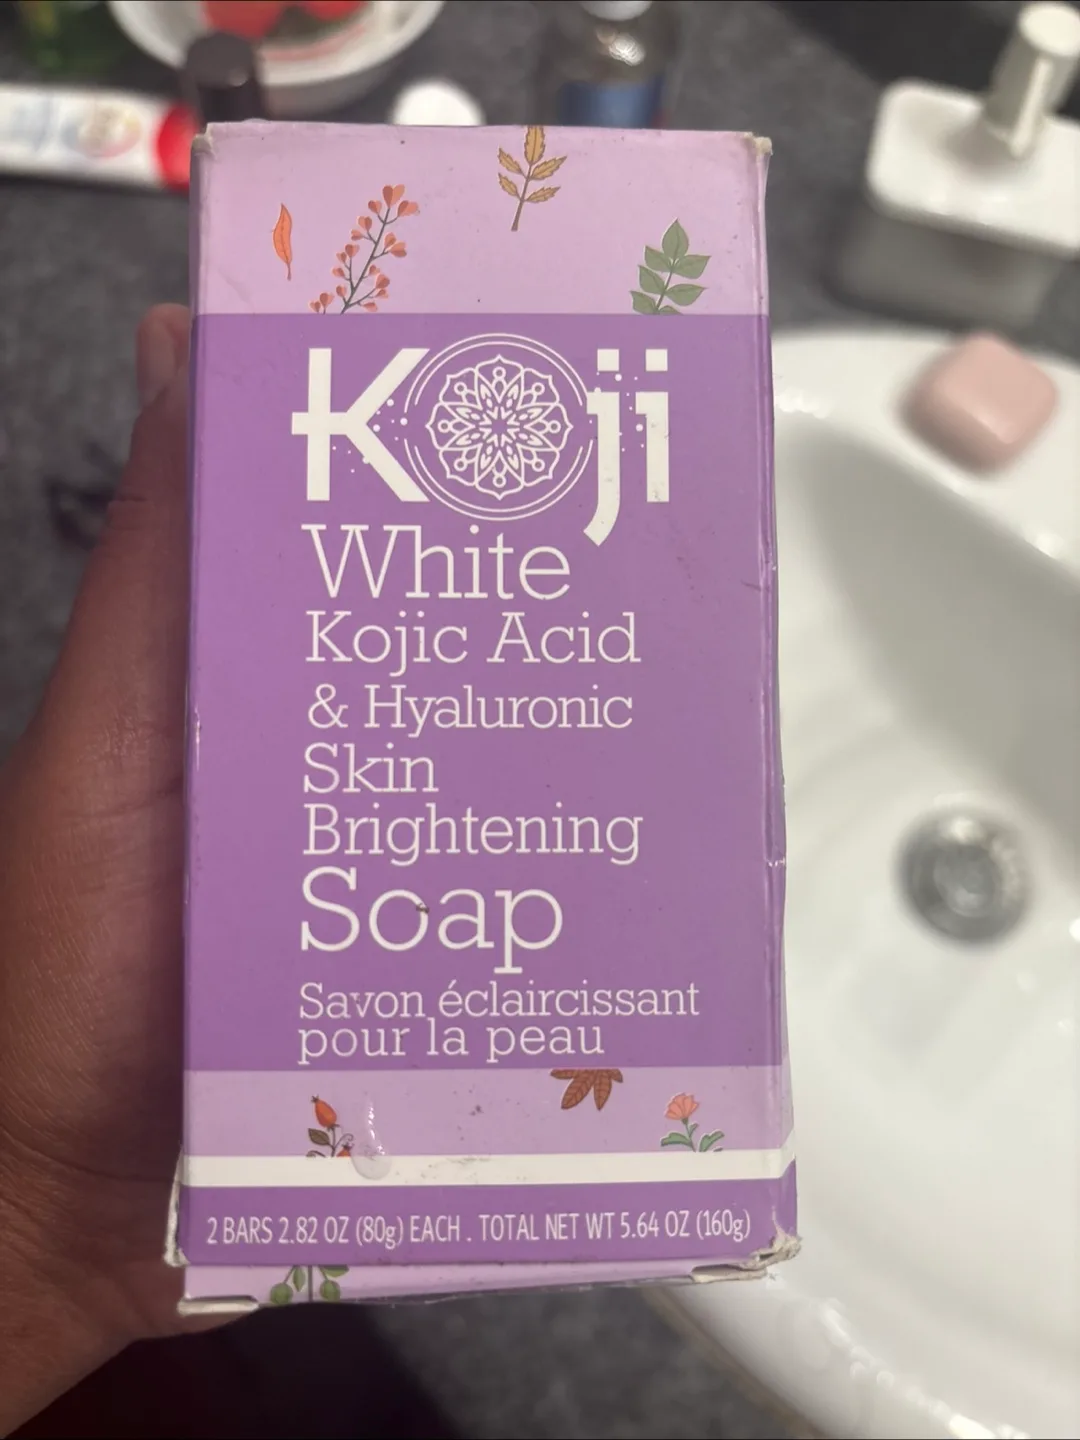 Koji
White
Kojic Acid
& Hyaluronic
Skin
Brightening
Soap
Savon éclaircissant
pour la peau
2 BARS 2.82 OZ (80g) EACH . TOTAL NET WT 5.64 OZ (160g)